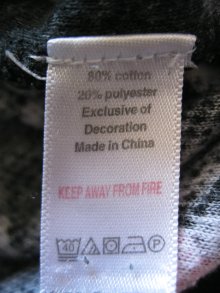 80% cotton
20% polyester
Exclusive of
Decoration
Made in China
KEEP AWAY FROM FIRE